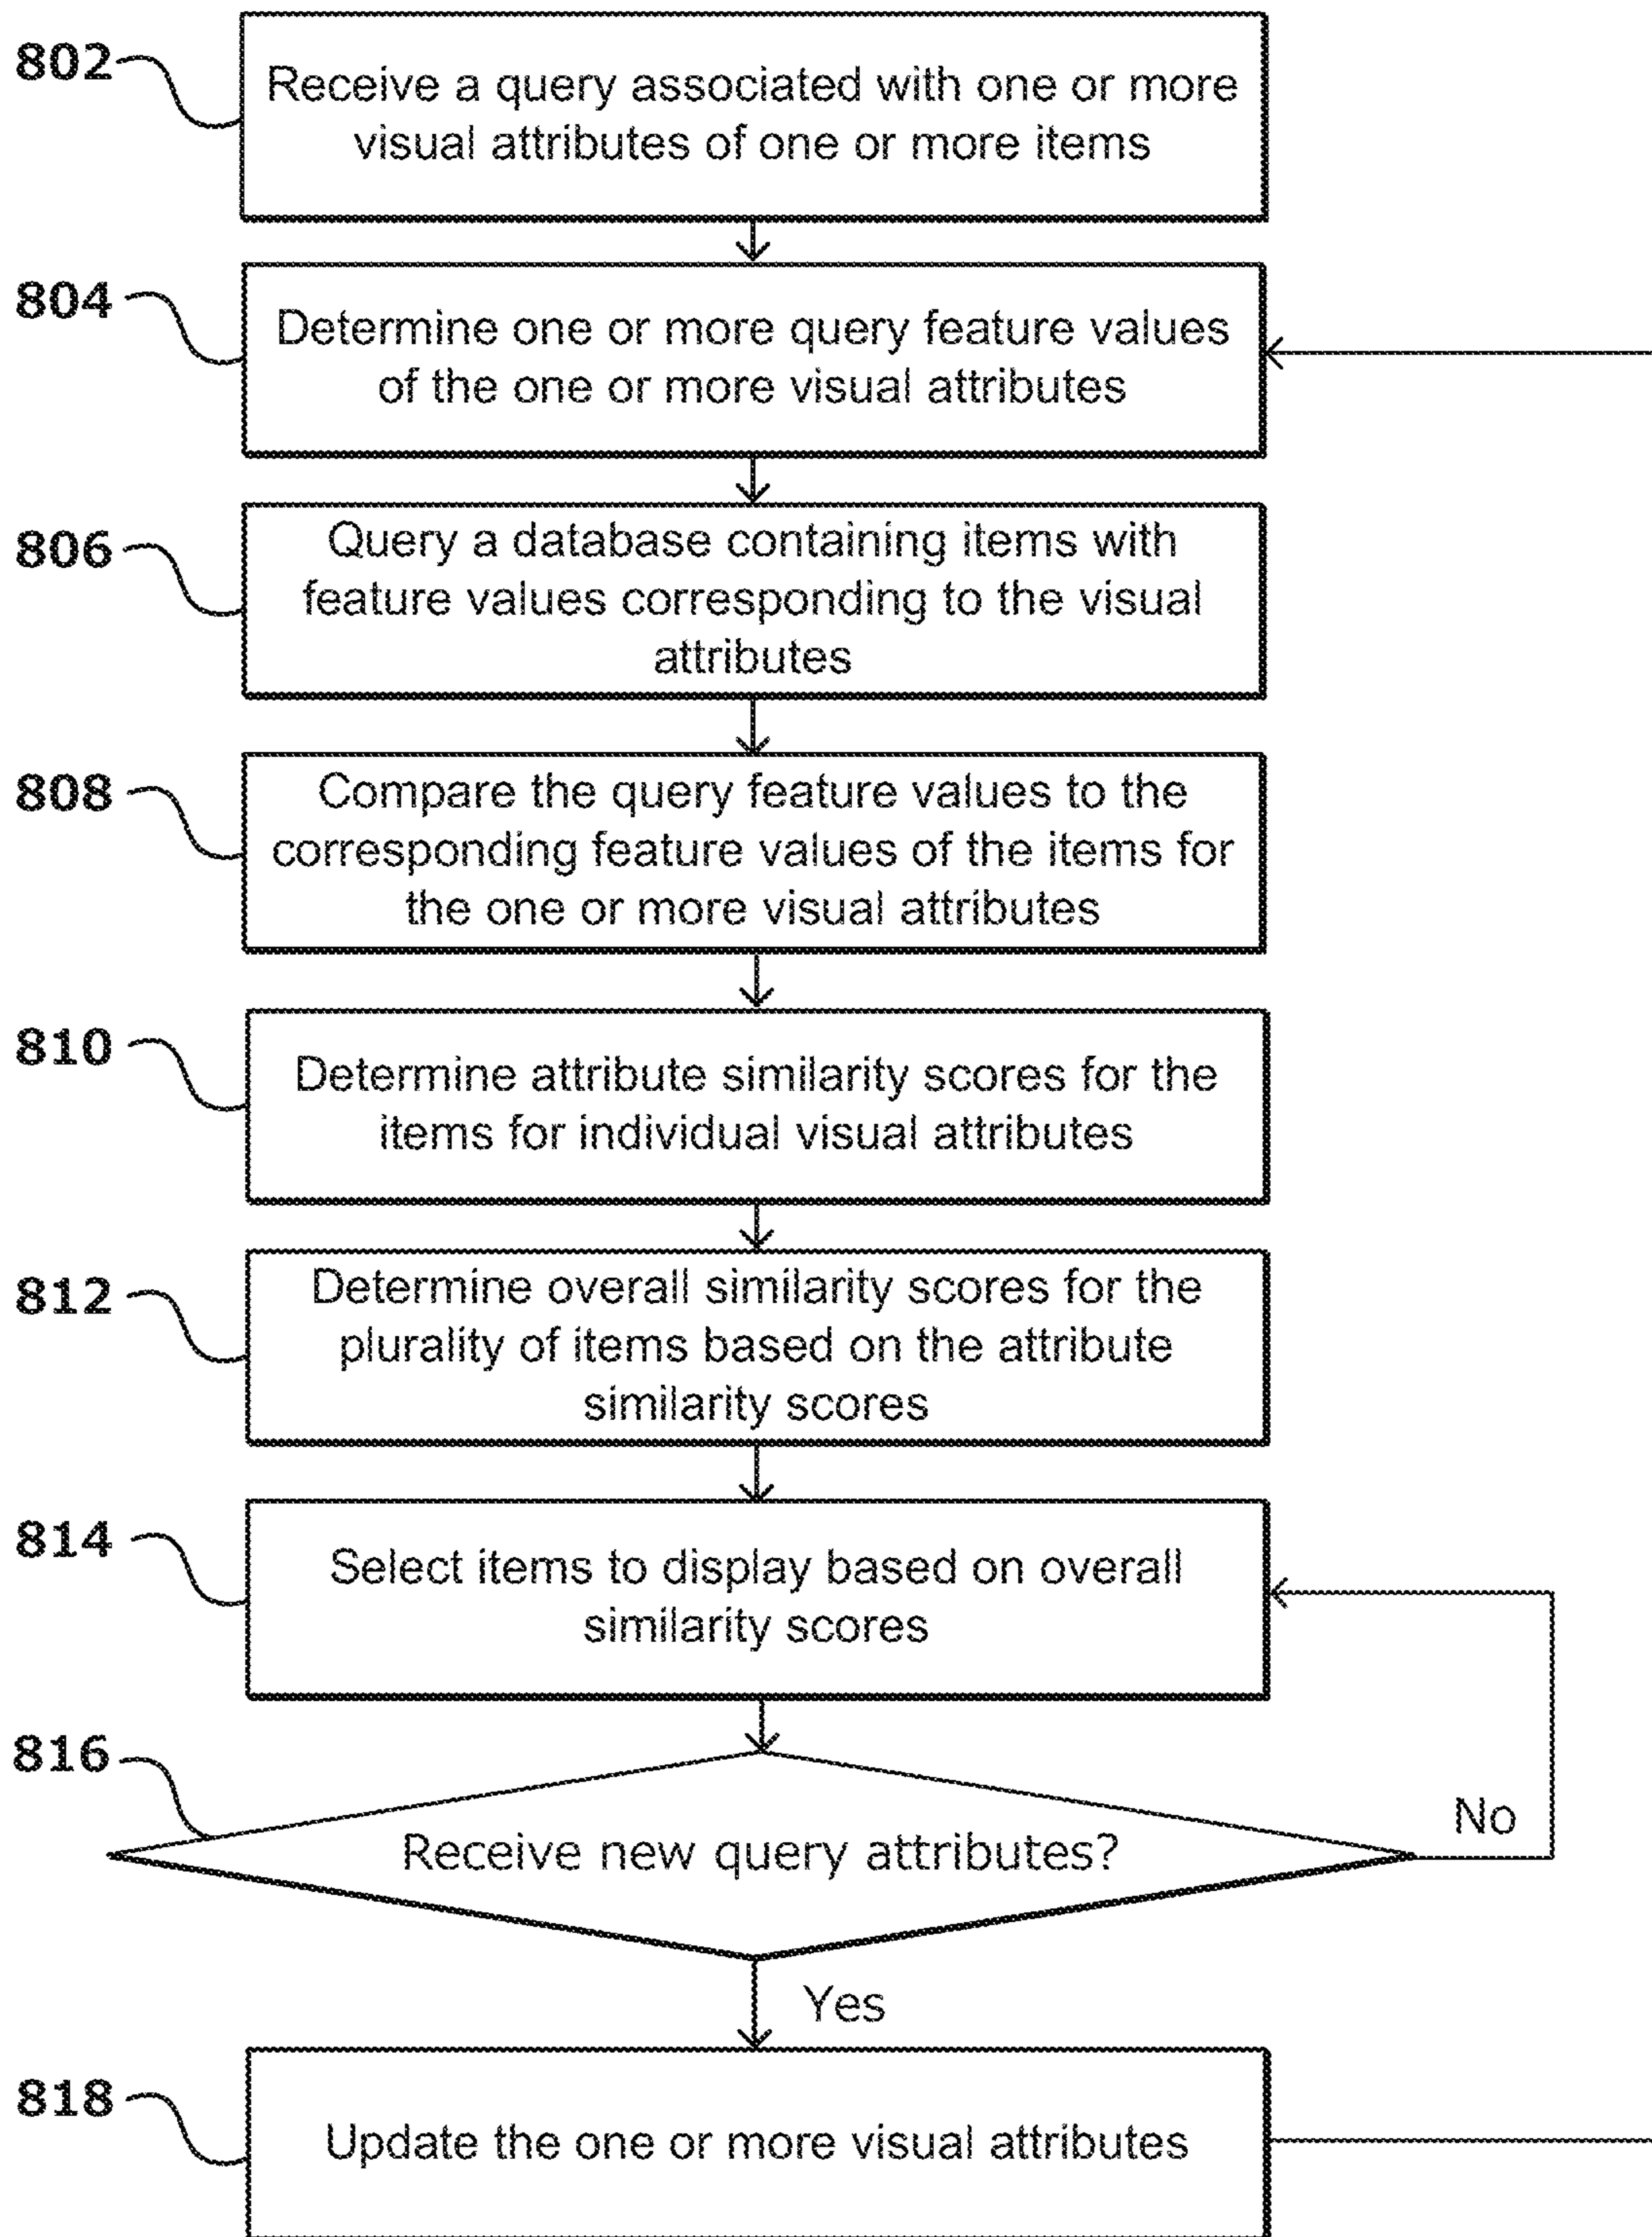 802
Receive a query associated with one or more
visual attributes of one or more items
804
Determine one or more query feature values
of the one or more visual attributes
806
Query a database containing items with
feature values corresponding to the visual
attributes
808
Compare the query feature values to the
corresponding feature values of the items for
the one or more visual attributes
810
Determine attribute similarity scores for the
items for individual visual attributes
812
Determine overall similarity scores for the
plurality of items based on the attribute
similarity scores
814
Select items to display based on overall
similarity scores
816
Receive new query attributes?
No
Yes
818
Update the one or more visual attributes